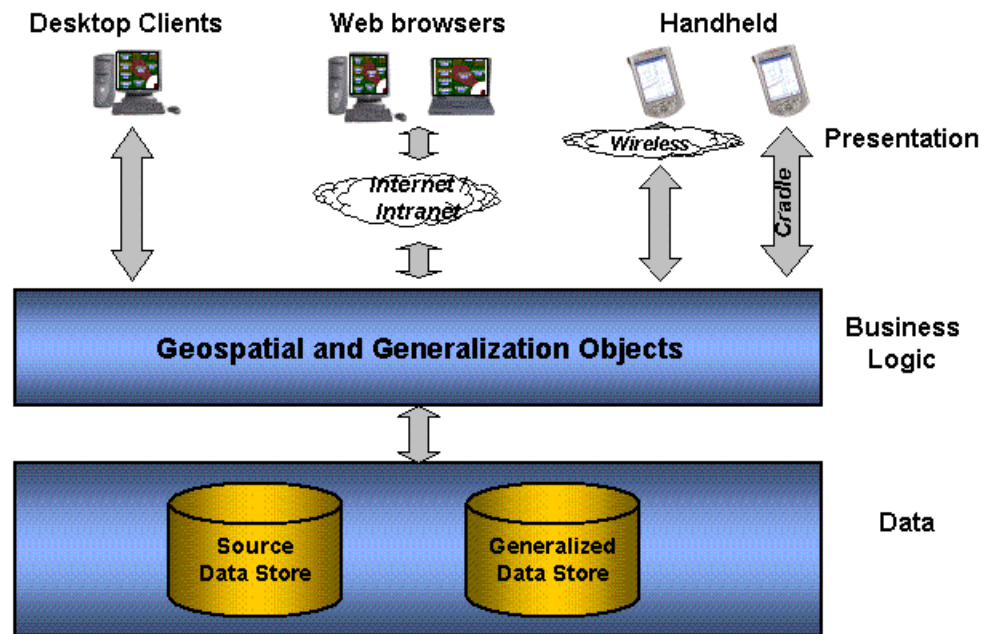 Desktop Clients
Web browsers
Handheld
Wireless
Presentation
Internet /
Intranet
Cradle
Geospatial and Generalization Objects
Business
Logic
Source
Data Store
Generalized
Data Store
Data